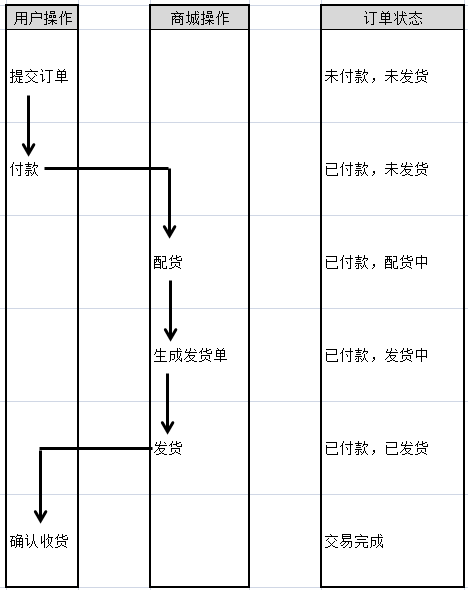 用户操作 商城操作 订单状态
提交订单 未付款，未发货
付款 已付款，未发货
配货 已付款，配货中
生成发货单 已付款，发货中
发货 已付款，已发货
确认收货 交易完成